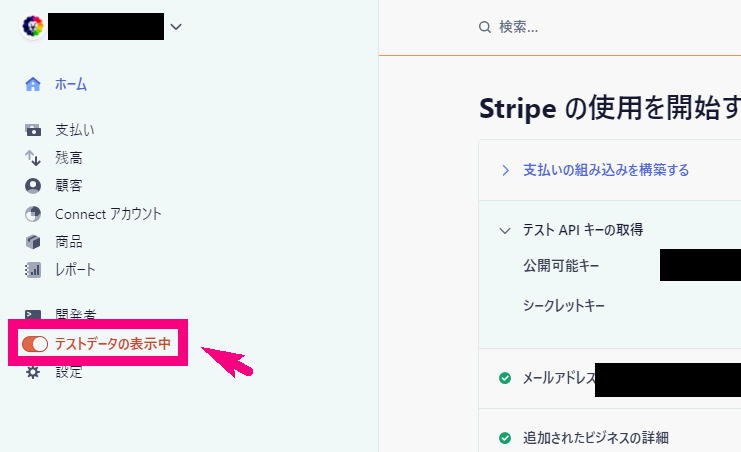 検索...
ホーム
支払い
残高
顧客
Connect アカウント
商品
レポート
開発者
テストデータの表示中
設定
Stripe の使用を開始す
支払いの組み込みを構築する
テスト API キーの取得
公開可能キー
シークレットキー
メールアドレス
追加されたビジネスの詳細